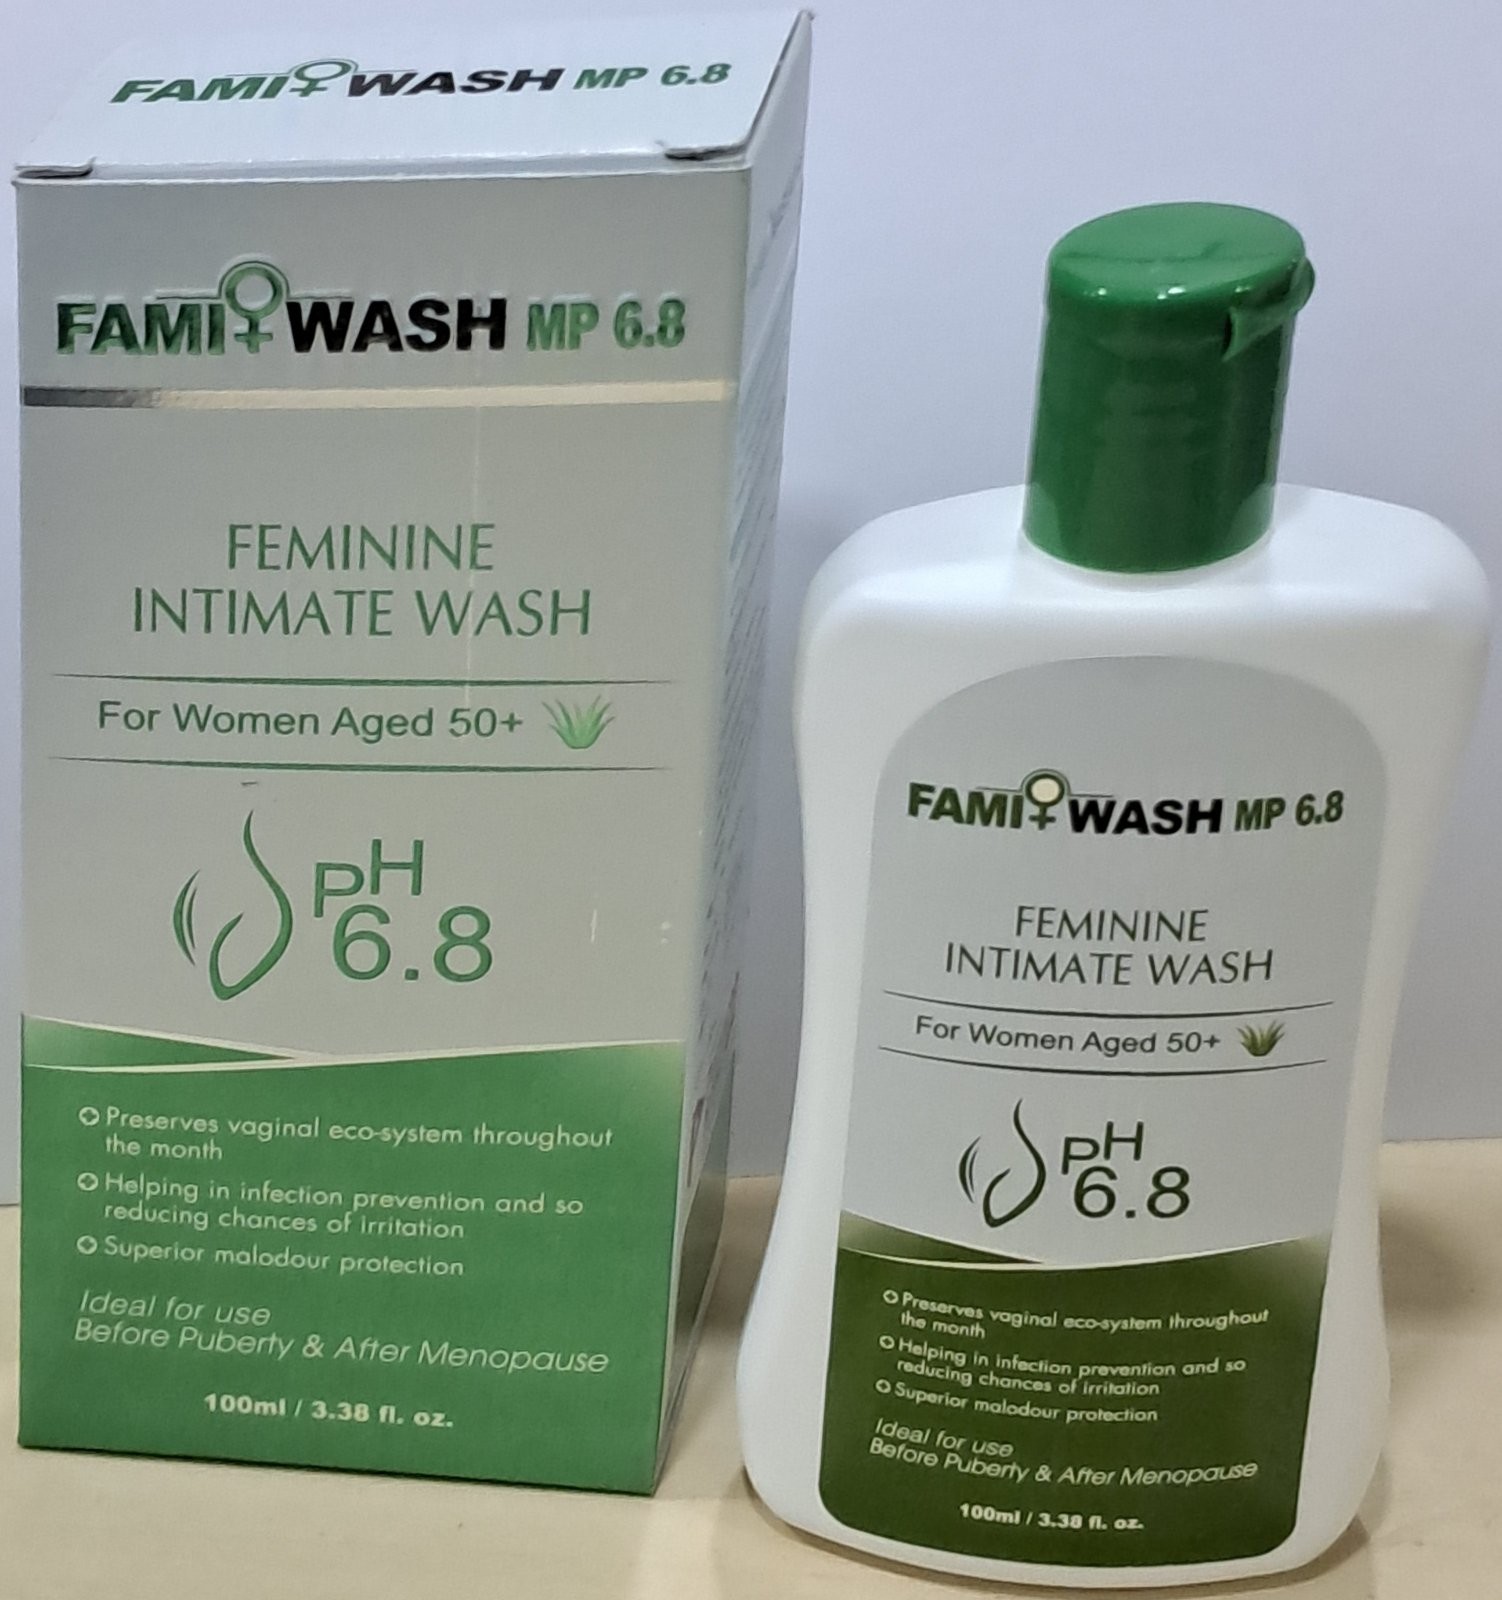 FAMI WASH MP 6.8
FAMI WASH MP 6.8
FEMININE
INTIMATE WASH
For Women Aged 50+
PH
6.8
Preserves vaginal eco-system throughout
the month
Helping in infection prevention and so
reducing chances of irritation
Superior malodour protection
Ideal for use
Before Puberty & After Menopause
100ml / 3.38 fl. oz.
FAMI WASH MP 6.8
FEMININE
INTIMATE WASH
For Women Aged 50+
PH
6.8
Preserves vaginal eco-system throughout
the month
Helping in infection prevention and so
reducing chances of irritation
Superior malodour protection
Ideal for use
Before Puberty & After Menopause
100ml / 3.38 fl. oz.